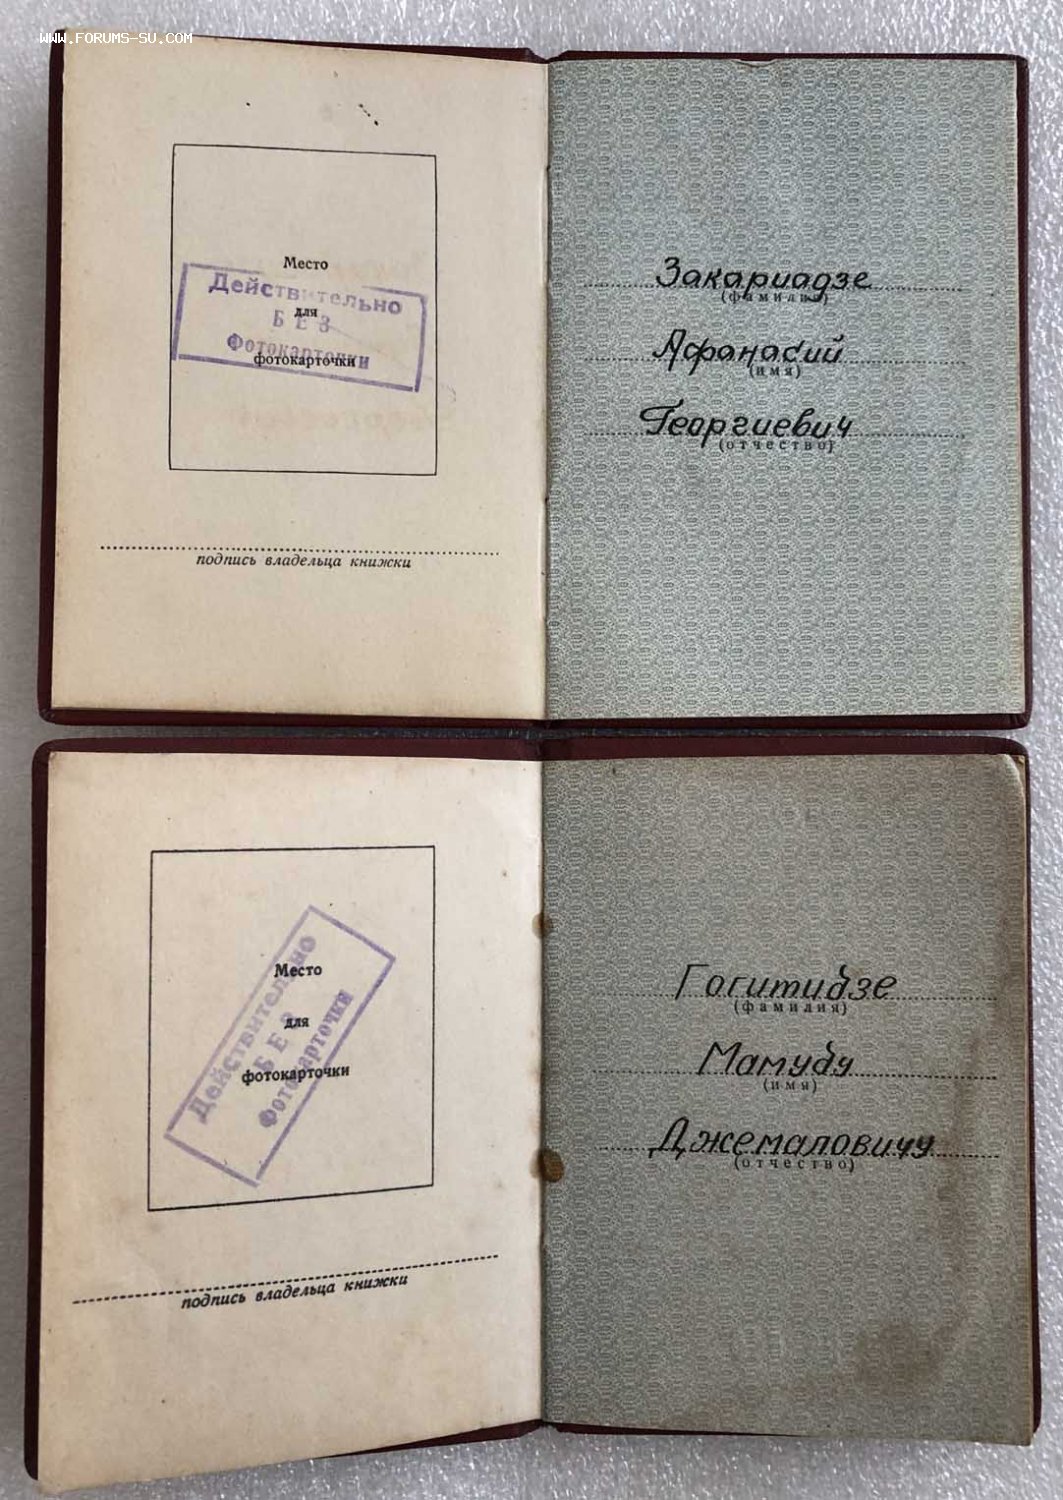 WWW.FORUMS-SU.COM
Место
для
фотокарточки
Действительно
БЕЗ
Фотокарточки
подпись владельца книжки
Закариадзе
(фамилия)
Афанасий
(имя)
Георгиевич
(отчество)
Место
для
фотокарточки
Действительно
БЕЗ
Фотокарточки
подпись владельца книжки
Гогитидзе
(фамилия)
Мамуду
(имя)
Джемаловичу
(отчество)